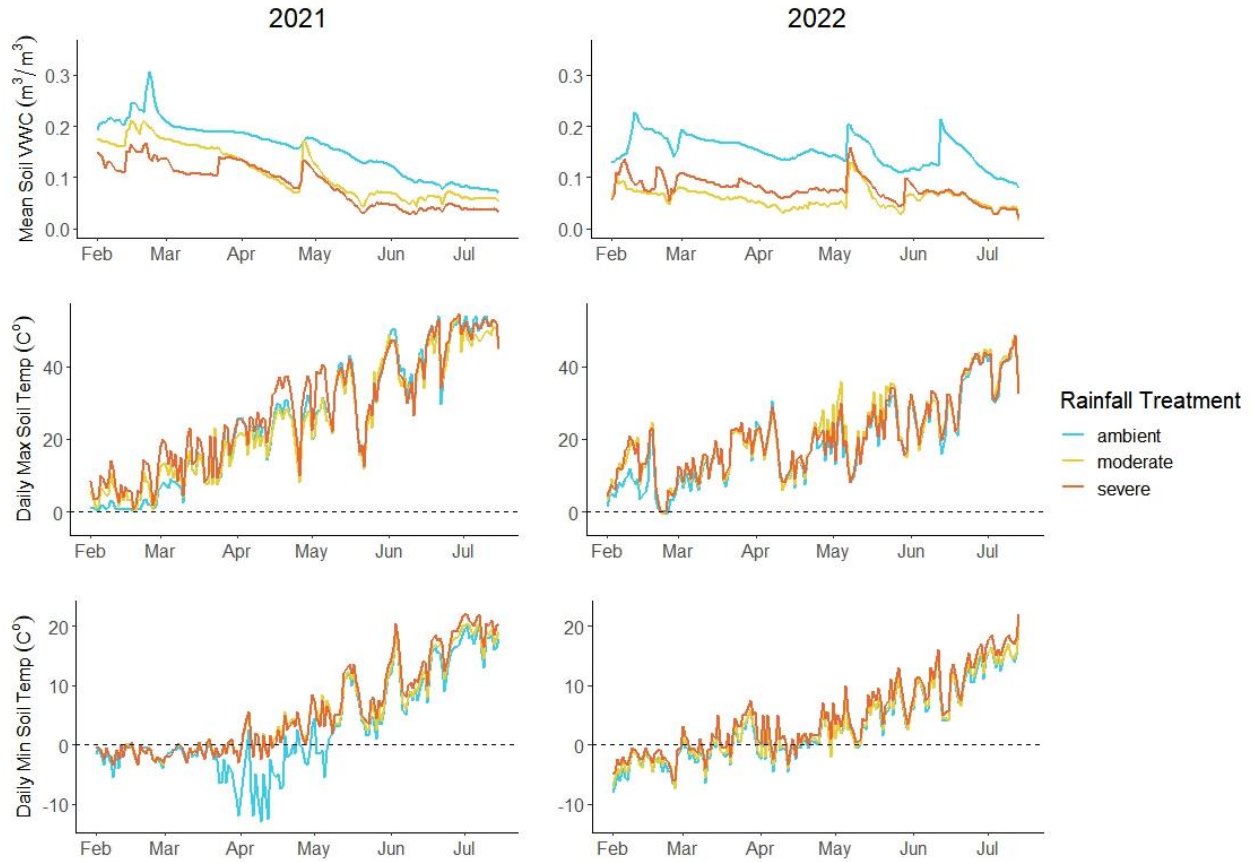 2021
2022
Mean Soil VWC (m³/m³)
0.3
0.2
0.1
0.0
Feb Mar Apr May Jun Jul
0.3
0.2
0.1
0.0
Feb Mar Apr May Jun Jul
Daily Max Soil Temp (C°)
40
20
0
Feb Mar Apr May Jun Jul
40
20
0
Feb Mar Apr May Jun Jul
Rainfall Treatment
ambient
moderate
severe
Daily Min Soil Temp (C°)
20
10
0
-10
Feb Mar Apr May Jun Jul
20
10
0
-10
Feb Mar Apr May Jun Jul